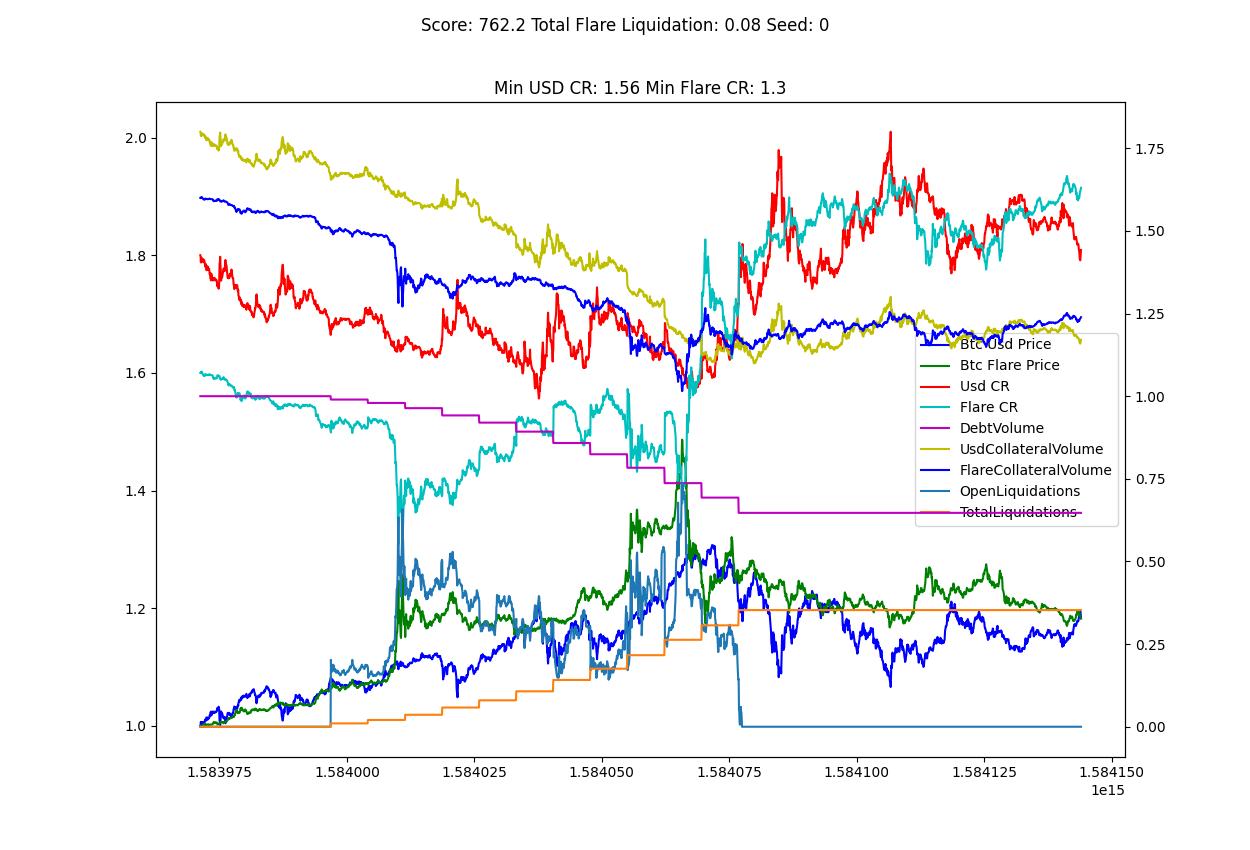 Score: 762.2 Total Flare Liquidation: 0.08 Seed: 0
Min USD CR: 1.56 Min Flare CR: 1.3
2.0
1.8
1.6
1.4
1.2
1.0
1.75
1.50
1.25
1.00
0.75
0.50
0.25
0.00
Btc Usd Price
Btc Flare Price
Usd CR
Flare CR
DebtVolume
UsdCollateralVolume
FlareCollateralVolume
OpenLiquidations
TotalLiquidations
1.583975 1.584000 1.584025 1.584050 1.584075 1.584100 1.584125 1.584150
1e15